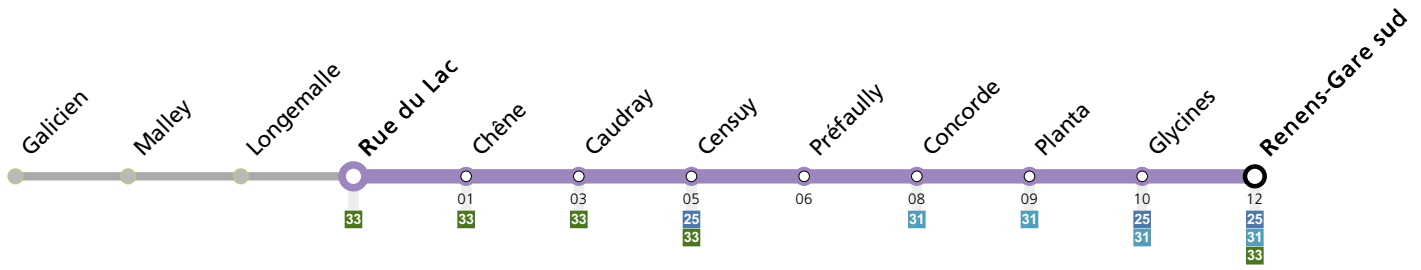 Galicien
Malley
Longemalle
Rue du Lac
Chêne
Caudray
Censuy
Préfaully
Concorde
Planta
Glycines
Renens-Gare sud
01 03 05 06 08 09 10 12
33 33 33 25 31 31 25 25
33 31 31
33